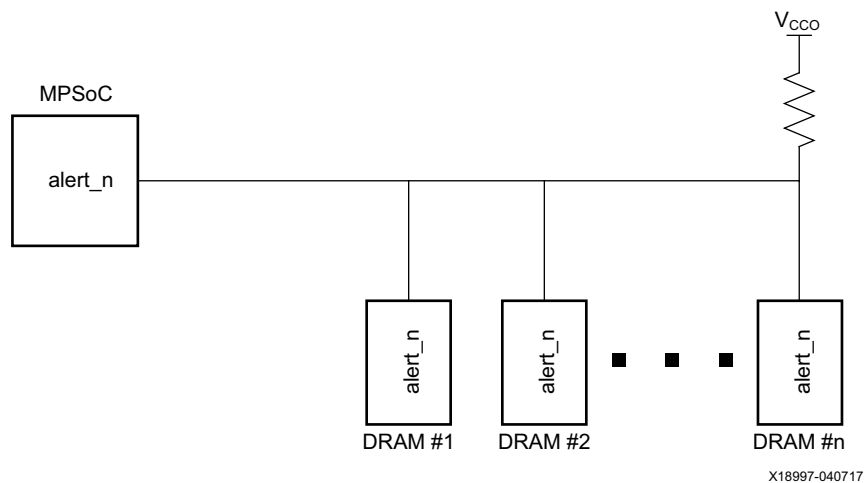 V_CCO
MPSoC
alert_n
alert_n
alert_n
alert_n
DRAM #1
DRAM #2
DRAM #n
X18997-040717